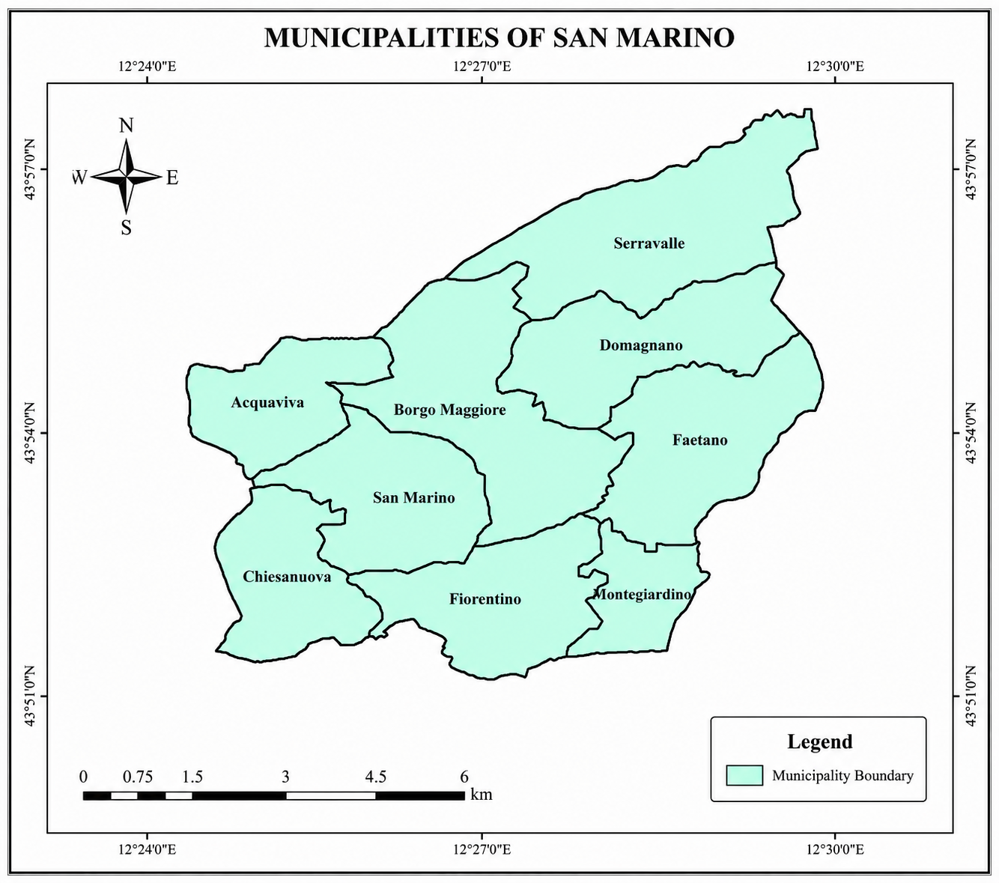 MUNICIPALITIES OF SAN MARINO
12°24'0"E 12°27'0"E 12°30'0"E
N
W E
S
43°57'0"N 43°57'0"N
Serravalle
Domagnano
Acquaviva
Borgo Maggiore
43°54'0"N 43°54'0"N
Faetano
San Marino
Chiesanuova
Montegiardino
Fiorentino
43°51'0"N 43°51'0"N
Legend
Municipality Boundary
0 0.75 1.5 3 4.5 6
km
12°24'0"E 12°27'0"E 12°30'0"E